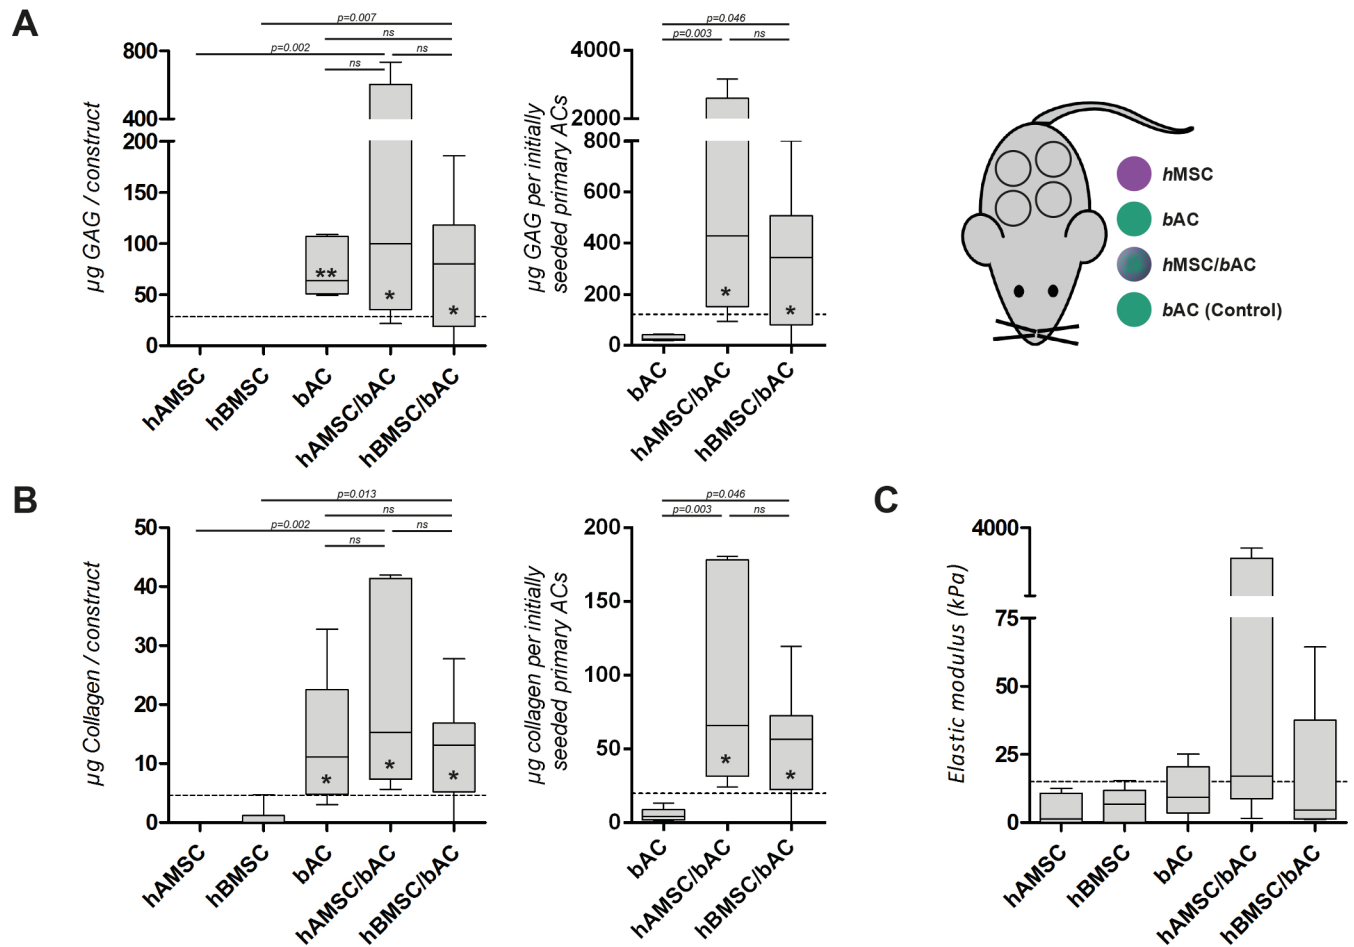 A
p=0.007
ns
p=0.002
ns
ns
µg GAG / construct
800
400
200
150
100
50
0
**
*
*
hAMSC
hBMSC
bAC
hAMSC/bAC
hBMSC/bAC
p=0.046
p=0.003
ns
µg GAG per initially
seeded primary ACs
4000
2000
800
600
400
200
0
*
*
bAC
hAMSC/bAC
hBMSC/bAC
hMSC
bAC
hMSC/bAC
bAC (Control)
B
p=0.013
ns
p=0.002
ns
ns
µg Collagen / construct
50
40
30
20
10
0
*
*
*
hAMSC
hBMSC
bAC
hAMSC/bAC
hBMSC/bAC
p=0.046
p=0.003
ns
µg collagen per initially
seeded primary ACs
200
150
100
50
0
*
*
bAC
hAMSC/bAC
hBMSC/bAC
C
Elastic modulus (kPa)
4000
75
50
25
0
hAMSC
hBMSC
bAC
hAMSC/bAC
hBMSC/bAC